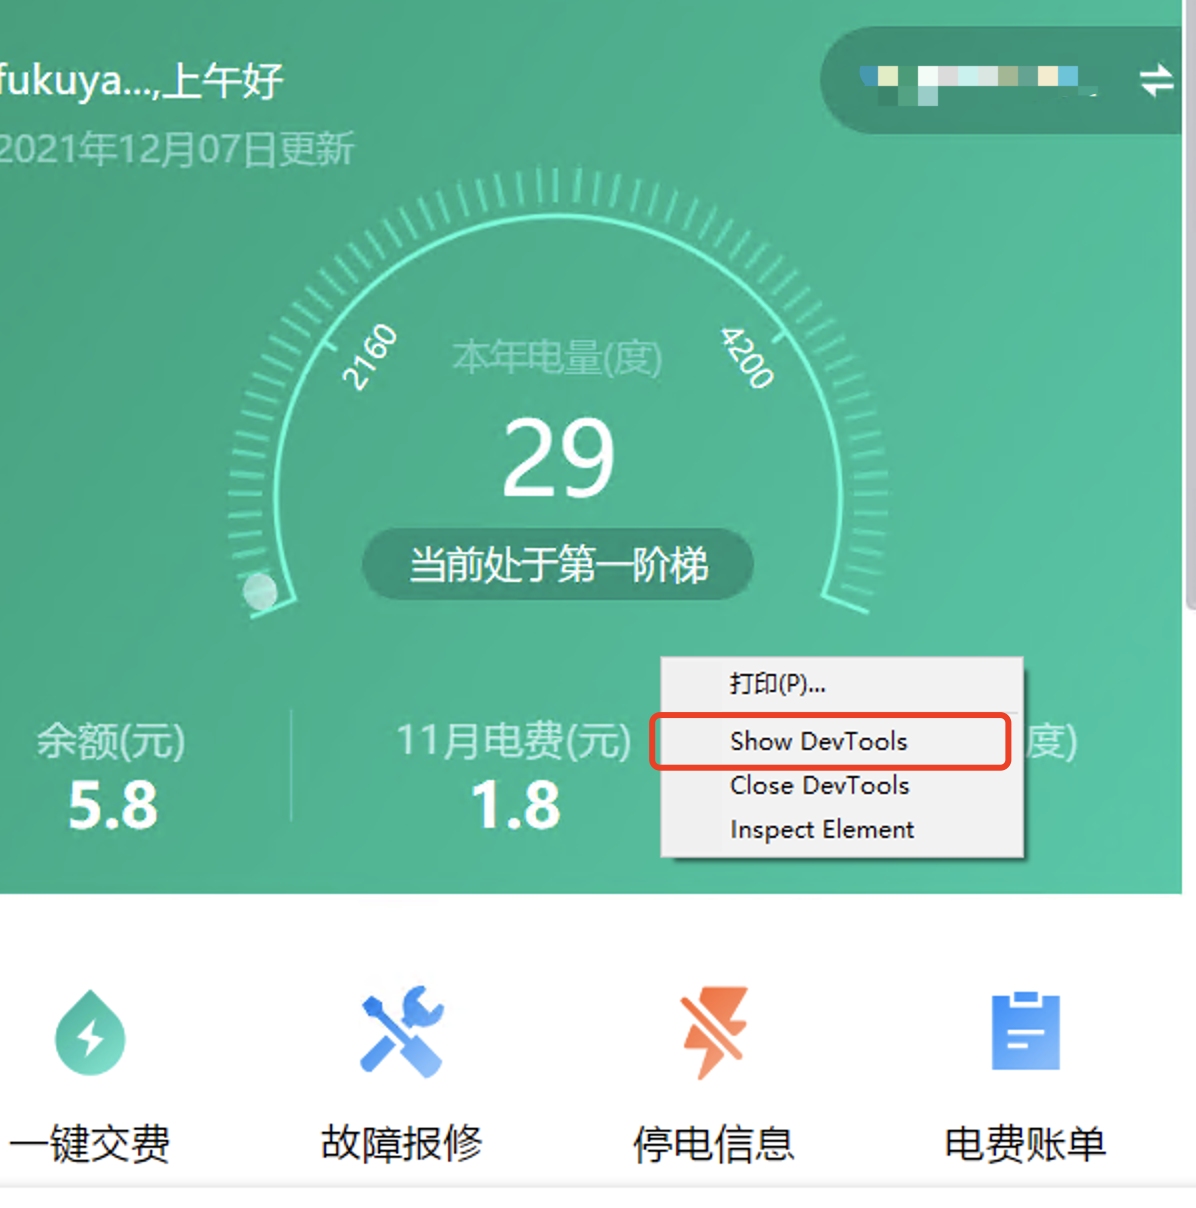 fukuya...,上午好
2021年12月07日更新
2160
4200
本年电量(度)
29
当前处于第一阶梯
打印(P)...
Show DevTools
Close DevTools
Inspect Element
余额(元)
11月电费(元)
度)
5.8
1.8
一键交费
故障报修
停电信息
电费账单